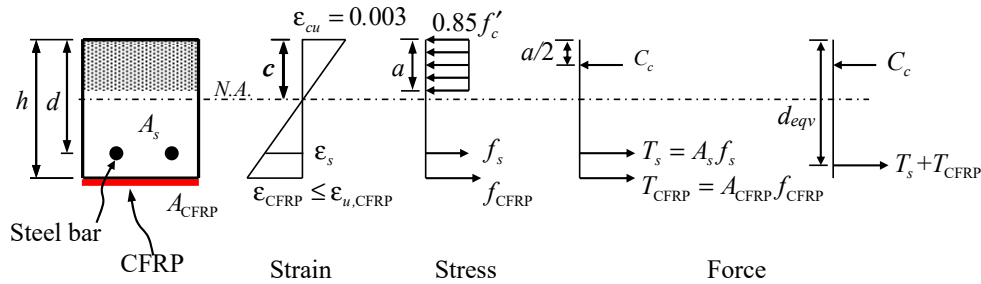 ε_cu = 0.003
0.85 f'_c
h
d
c
a
a/2
C_c
C_c
N.A.
d_eqv
A_s
ε_s
f_s
T_s = A_s f_s
T_s + T_CFRP
ε_CFRP ≤ ε_u,CFRP
f_CFRP
T_CFRP = A_CFRP f_CFRP
A_CFRP
Steel bar
CFRP
Strain
Stress
Force